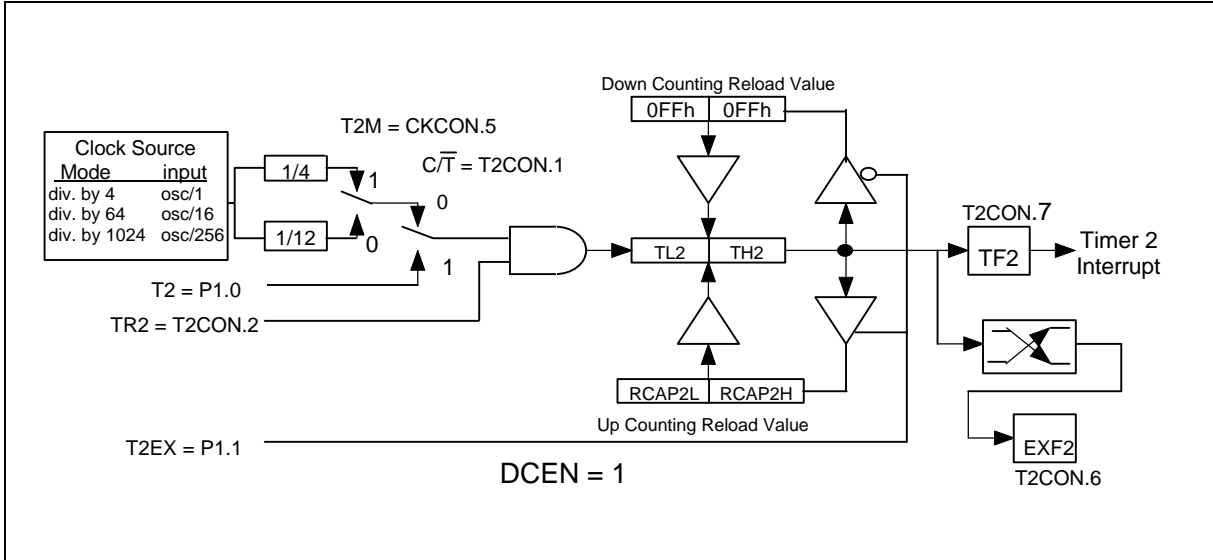 Down Counting Reload Value
0FFh 0FFh
T2M = CKCON.5
C/T̅ = T2CON.1
Clock Source
Mode input
div. by 4 osc/1
div. by 64 osc/16
div. by 1024 osc/256
1/4
1/12
1
0
0
1
T2 = P1.0
TR2 = T2CON.2
TL2 TH2
T2CON.7
TF2
Timer 2
Interrupt
RCAP2L RCAP2H
Up Counting Reload Value
T2EX = P1.1
DCEN = 1
EXF2
T2CON.6